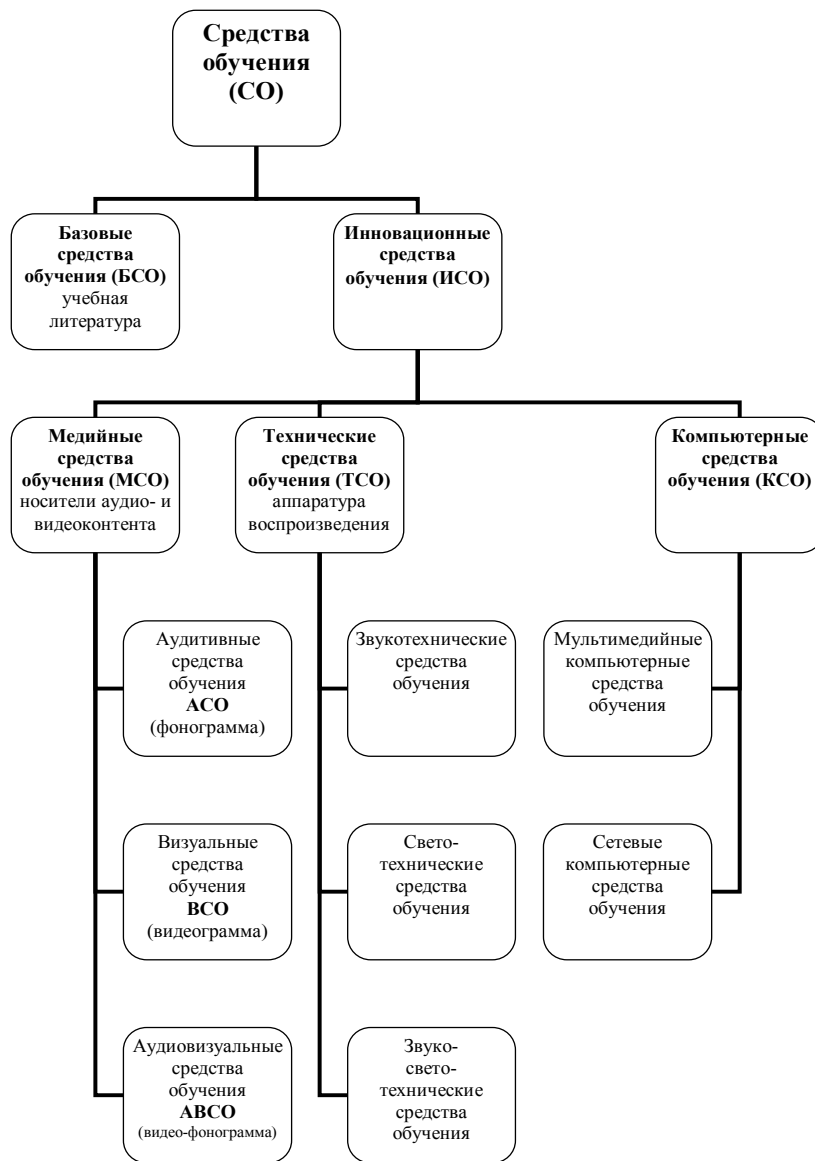 Средства
обучения
(СО)
Базовые
средства
обучения (БСО)
учебная
литература
Инновационные
средства
обучения (ИСО)
Медийные
средства
обучения (МСО)
носители аудио- и
видеоконтента
Технические
средства
обучения (ТСО)
аппаратура
воспроизведения
Компьютерные
средства
обучения (КСО)
Аудитивные
средства
обучения
АСО
(фонограмма)
Звукотехнические
средства
обучения
Мультимедийные
компьютерные
средства
обучения
Визуальные
средства
обучения
ВСО
(видеограмма)
Свето-
технические
средства
обучения
Сетевые
компьютерные
средства
обучения
Аудиовизуальные
средства
обучения
АВСО
(видео-фонограмма)
Звуко-
свето-
технические
средства
обучения